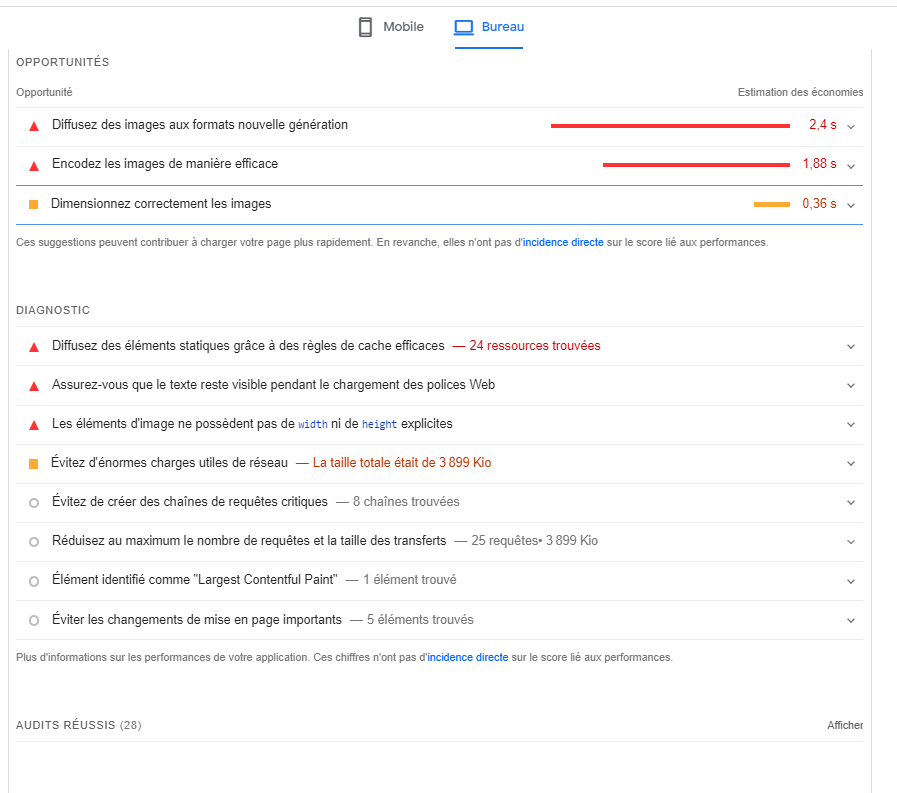 Mobile
Bureau
OPPORTUNITÉS
Opportunité Estimation des économies
Diffusez des images aux formats nouvelle génération 2,4 s
Encodez les images de manière efficace 1,88 s
Dimensionnez correctement les images 0,36 s
Ces suggestions peuvent contribuer à charger votre page plus rapidement. En revanche, elles n'ont pas d'incidence directe sur le score lié aux performances.
DIAGNOSTIC
Diffusez des éléments statiques grâce à des règles de cache efficaces — 24 ressources trouvées
Assurez-vous que le texte reste visible pendant le chargement des polices Web
Les éléments d'image ne possèdent pas de width ni de height explicites
Évitez d'énormes charges utiles de réseau — La taille totale était de 3 899 Kio
Évitez de créer des chaînes de requêtes critiques — 8 chaînes trouvées
Réduisez au maximum le nombre de requêtes et la taille des transferts — 25 requêtes• 3 899 Kio
Élément identifié comme "Largest Contentful Paint" — 1 élément trouvé
Éviter les changements de mise en page importants — 5 éléments trouvés
Plus d'informations sur les performances de votre application. Ces chiffres n'ont pas d'incidence directe sur le score lié aux performances.
AUDITS RÉUSSIS (28) Afficher